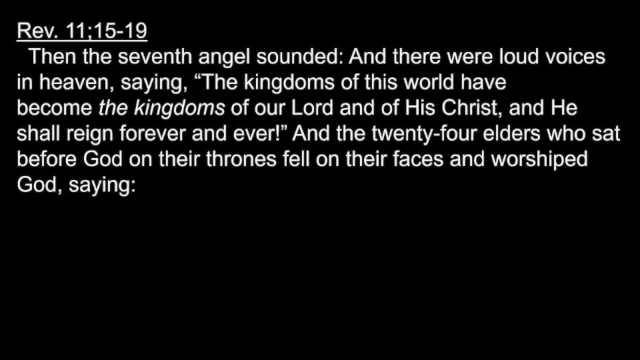 Rev. 11;15-19
Then the seventh angel sounded: And there were loud voices
in heaven, saying, “The kingdoms of this world have
become the kingdoms of our Lord and of His Christ, and He
shall reign forever and ever!” And the twenty-four elders who sat
before God on their thrones fell on their faces and worshiped
God, saying: